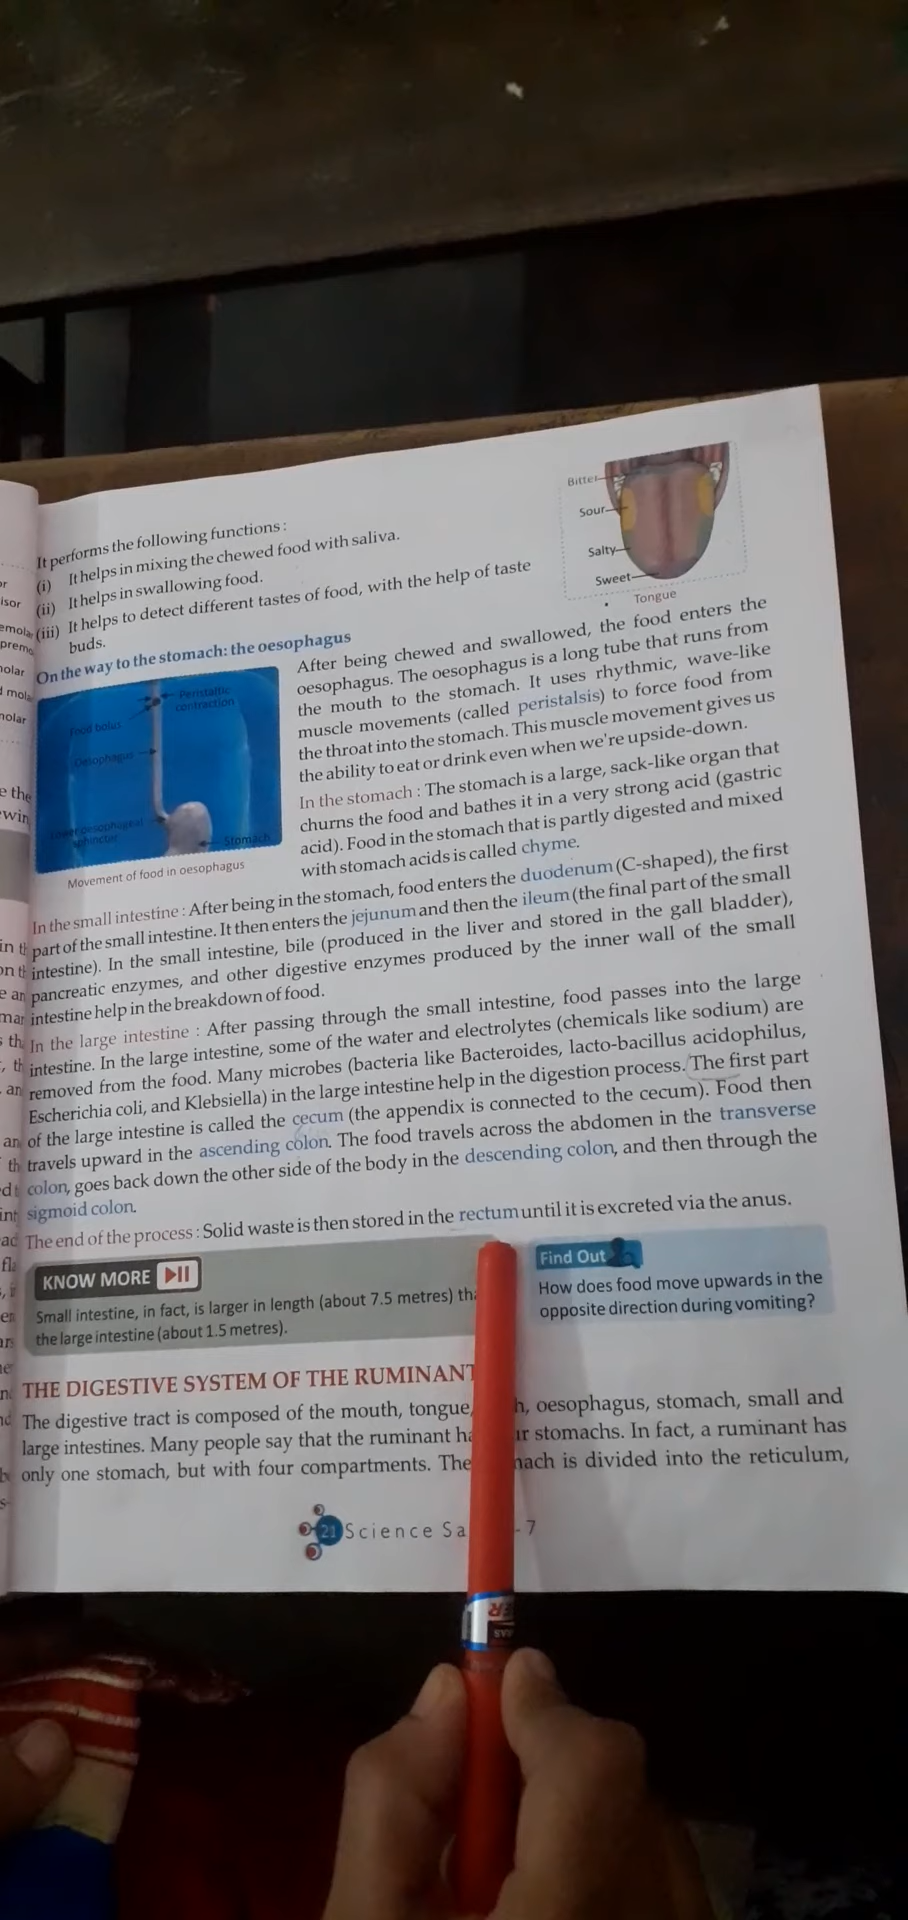 It performs the following functions :
(i) It helps in mixing the chewed food with saliva.
(ii) It helps in swallowing food.
(iii) It helps to detect different tastes of food, with the help of taste
buds.
Bitter
Sour
Salty
Sweet
Tongue
On the way to the stomach: the oesophagus
After being chewed and swallowed, the food enters the
oesophagus. The oesophagus is a long tube that runs from
the mouth to the stomach. It uses rhythmic, wave-like
muscle movements (called peristalsis) to force food from
the throat into the stomach. This muscle movement gives us
the ability to eat or drink even when we're upside-down.
Peristaltic
contraction
Food bolus
Oesophagus
Lower oesophageal
sphincter
Stomach
Movement of food in oesophagus
In the stomach : The stomach is a large, sack-like organ that
churns the food and bathes it in a very strong acid (gastric
acid). Food in the stomach that is partly digested and mixed
with stomach acids is called chyme.
In the small intestine : After being in the stomach, food enters the duodenum (C-shaped), the first
part of the small intestine. It then enters the jejunum and then the ileum (the final part of the small
intestine). In the small intestine, bile (produced in the liver and stored in the gall bladder),
pancreatic enzymes, and other digestive enzymes produced by the inner wall of the small
intestine help in the breakdown of food.
In the large intestine : After passing through the small intestine, food passes into the large
intestine. In the large intestine, some of the water and electrolytes (chemicals like sodium) are
removed from the food. Many microbes (bacteria like Bacteroides, lacto-bacillus acidophilus,
Escherichia coli, and Klebsiella) in the large intestine help in the digestion process. The first part
of the large intestine is called the cecum (the appendix is connected to the cecum). Food then
travels upward in the ascending colon. The food travels across the abdomen in the transverse
colon, goes back down the other side of the body in the descending colon, and then through the
sigmoid colon.
The end of the process : Solid waste is then stored in the rectum until it is excreted via the anus.
KNOW MORE
Small intestine, in fact, is larger in length (about 7.5 metres)
the large intestine (about 1.5 metres).
Find Out
How does food move upwards in the
opposite direction during vomiting?
THE DIGESTIVE SYSTEM OF THE RUMINANT
The digestive tract is composed of the mouth, tongue, oesophagus, stomach, small and
large intestines. Many people say that the ruminant stomachs. In fact, a ruminant has
only one stomach, but with four compartments. The is divided into the reticulum,
21 Science - 7